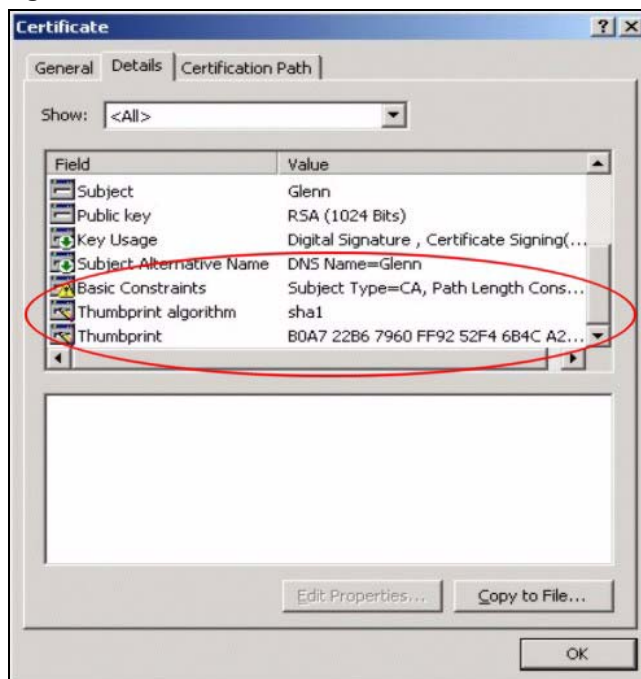 Certificate
General Details Certification Path
Show: <All>
Field Value
Subject Glenn
Public key RSA (1024 Bits)
Key Usage Digital Signature , Certificate Signing(...
Subject Alternative Name DNS Name=Glenn
Basic Constraints Subject Type=CA, Path Length Cons...
Thumbprint algorithm sha1
Thumbprint B0A7 22B6 7960 FF92 52F4 6B4C A2...
Edit Properties... Copy to File...
OK